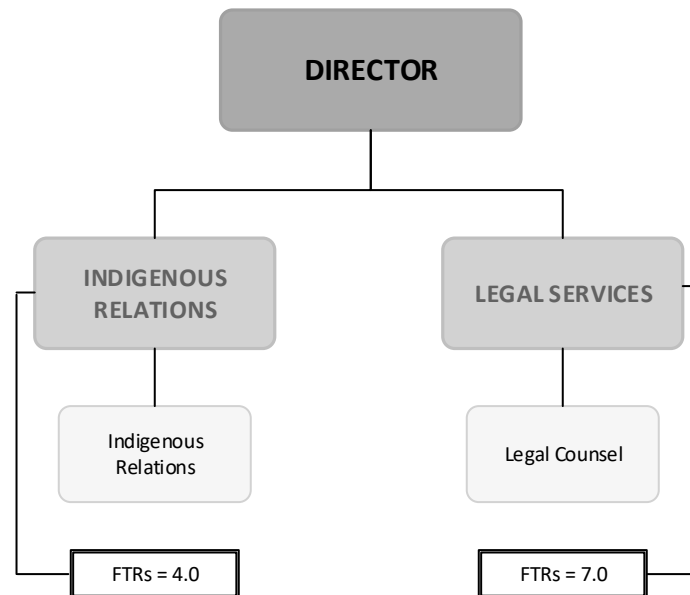 DIRECTOR
INDIGENOUS
RELATIONS
LEGAL SERVICES
Indigenous
Relations
Legal Counsel
FTRs = 4.0
FTRs = 7.0